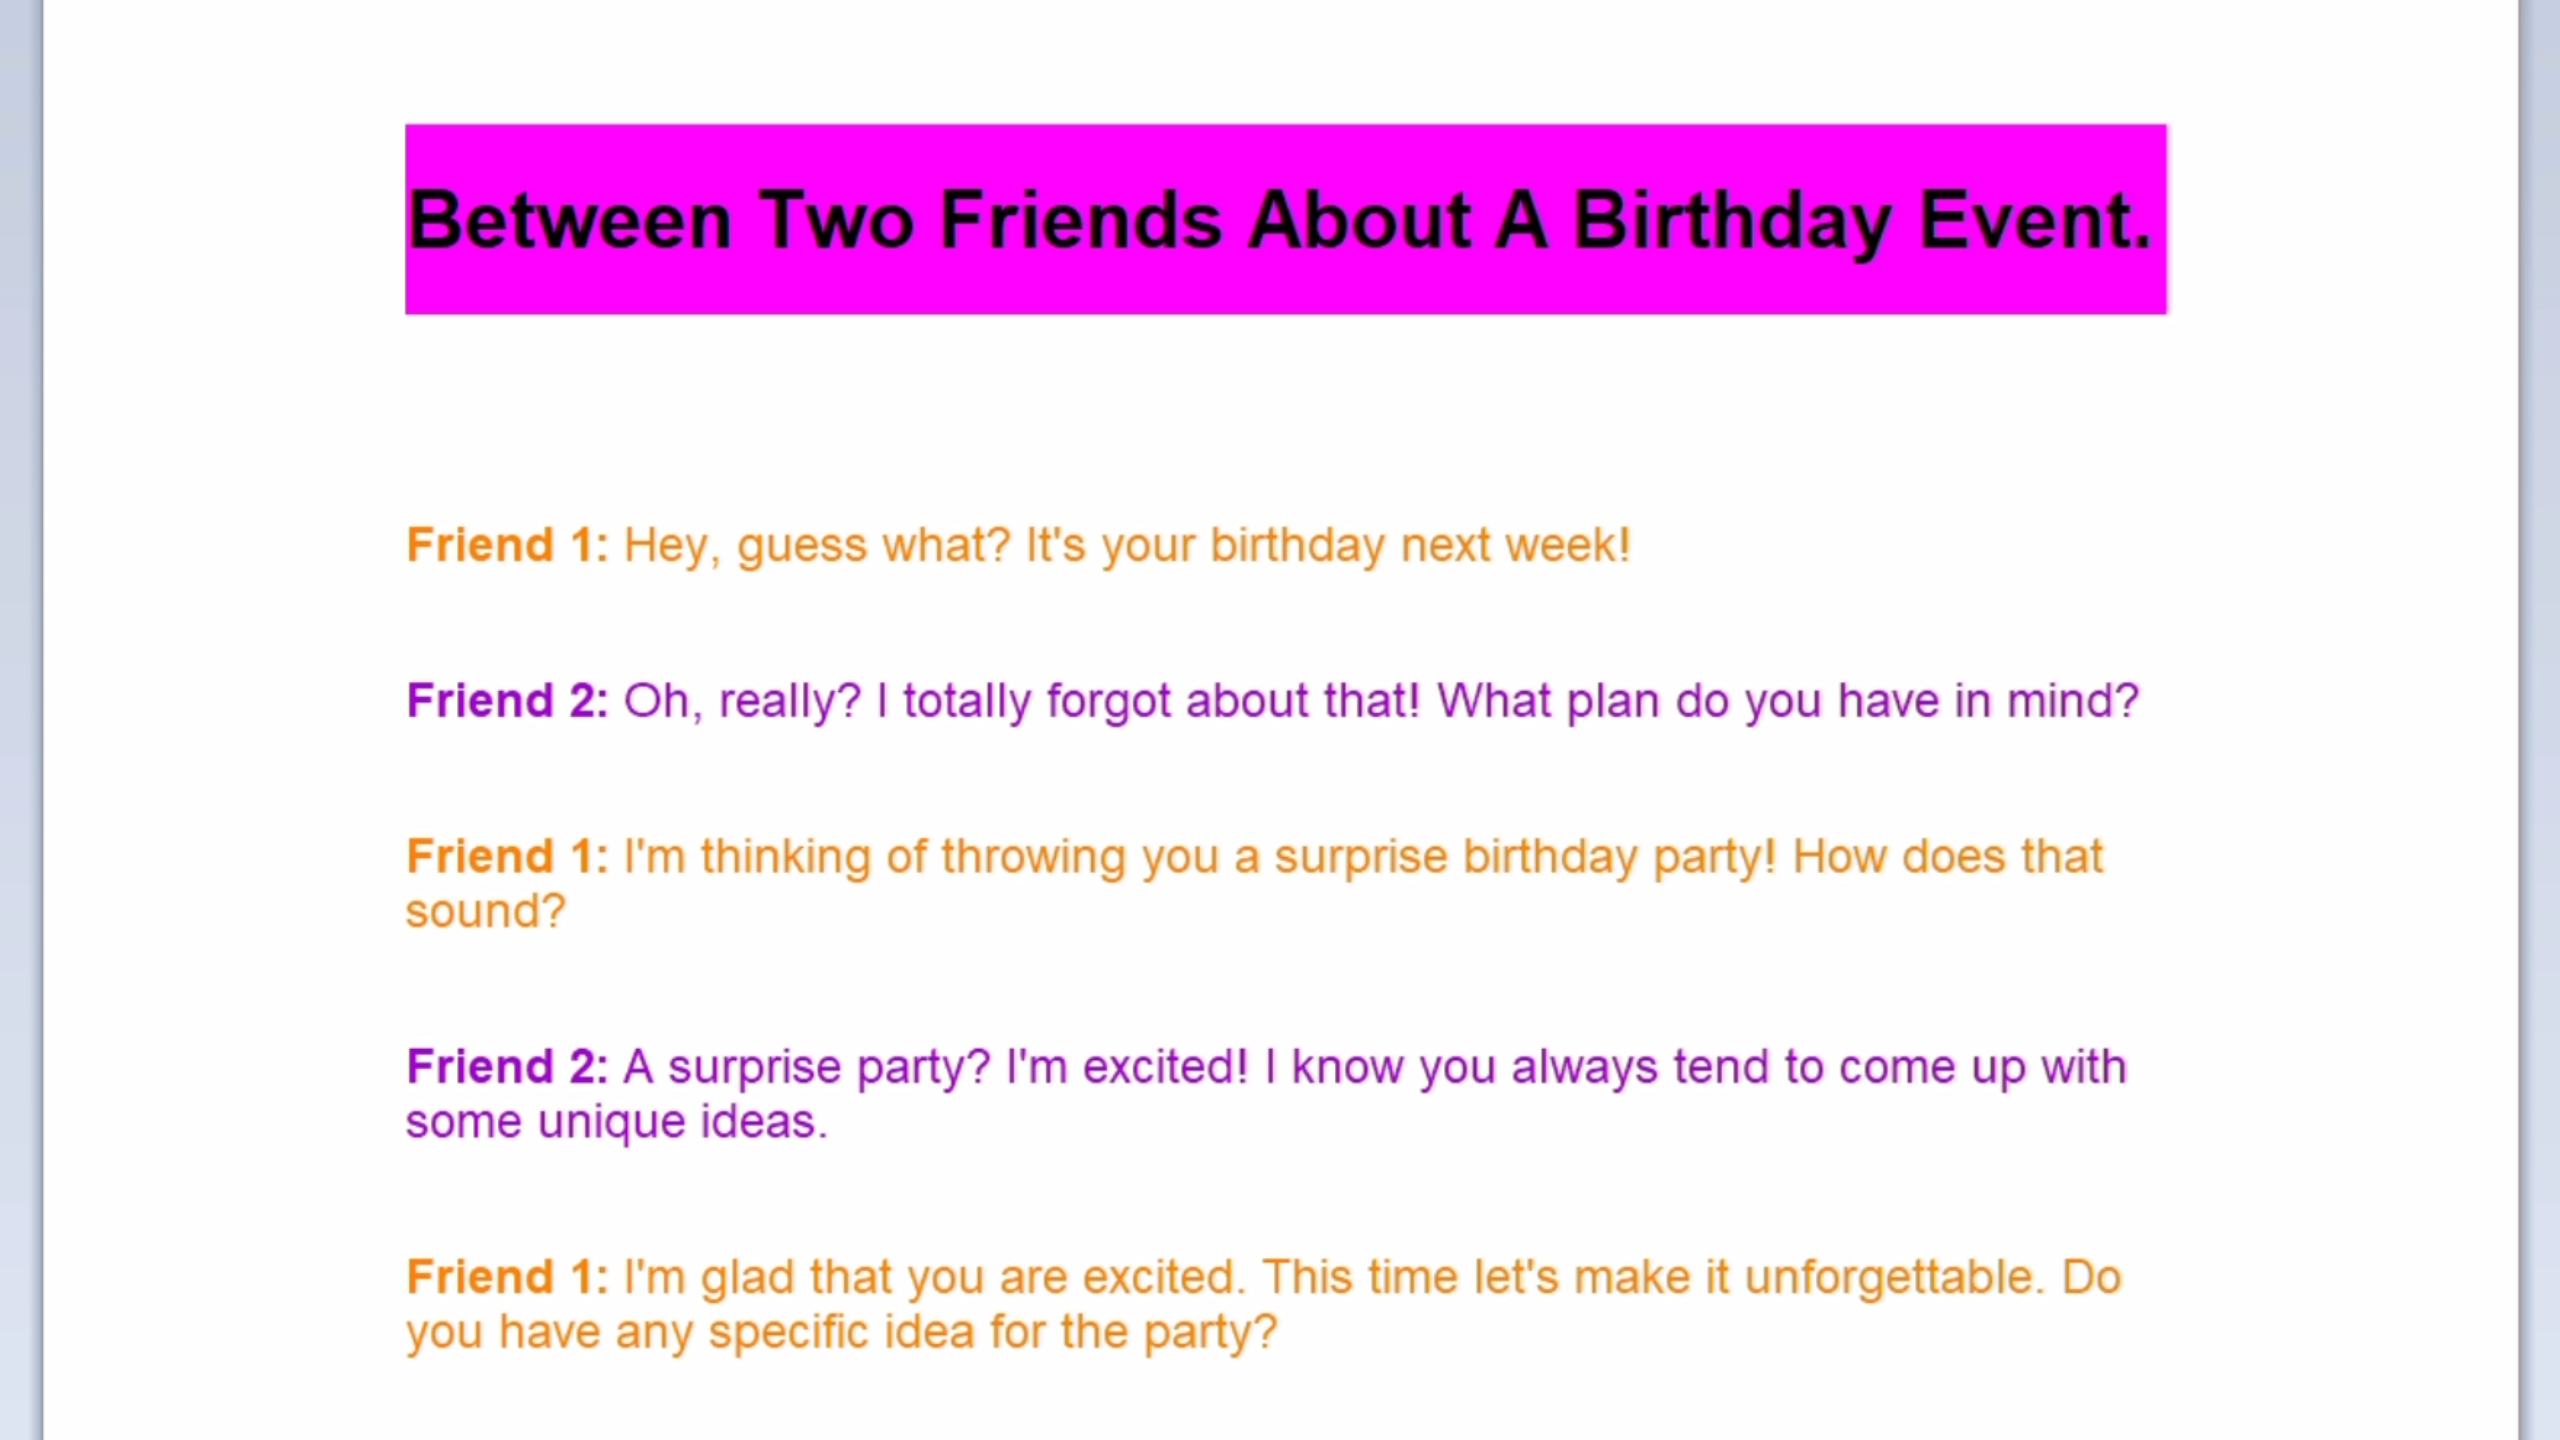 Between Two Friends About A Birthday Event.
Friend 1: Hey, guess what? It's your birthday next week!
Friend 2: Oh, really? I totally forgot about that! What plan do you have in mind?
Friend 1: I'm thinking of throwing you a surprise birthday party! How does that
sound?
Friend 2: A surprise party? I'm excited! I know you always tend to come up with
some unique ideas.
Friend 1: I'm glad that you are excited. This time let's make it unforgettable. Do
you have any specific idea for the party?